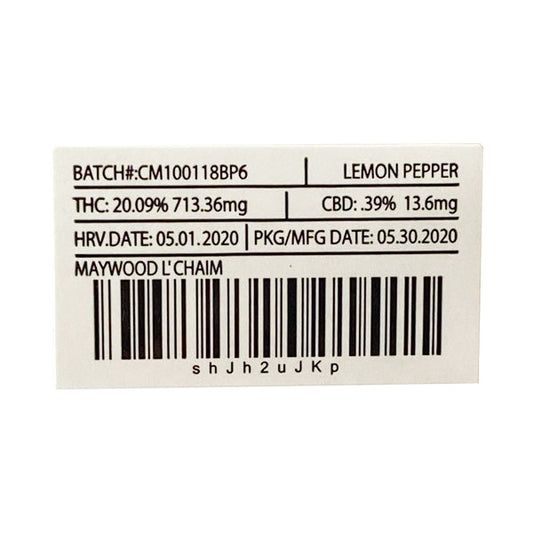 BATCH#:CM100118BP6 LEMON PEPPER
THC: 20.09% 713.36mg CBD: .39% 13.6mg
HRV.DATE: 05.01.2020 PKG/MFG DATE: 05.30.2020
MAYWOOD L'CHAIM
shJh2uJKp